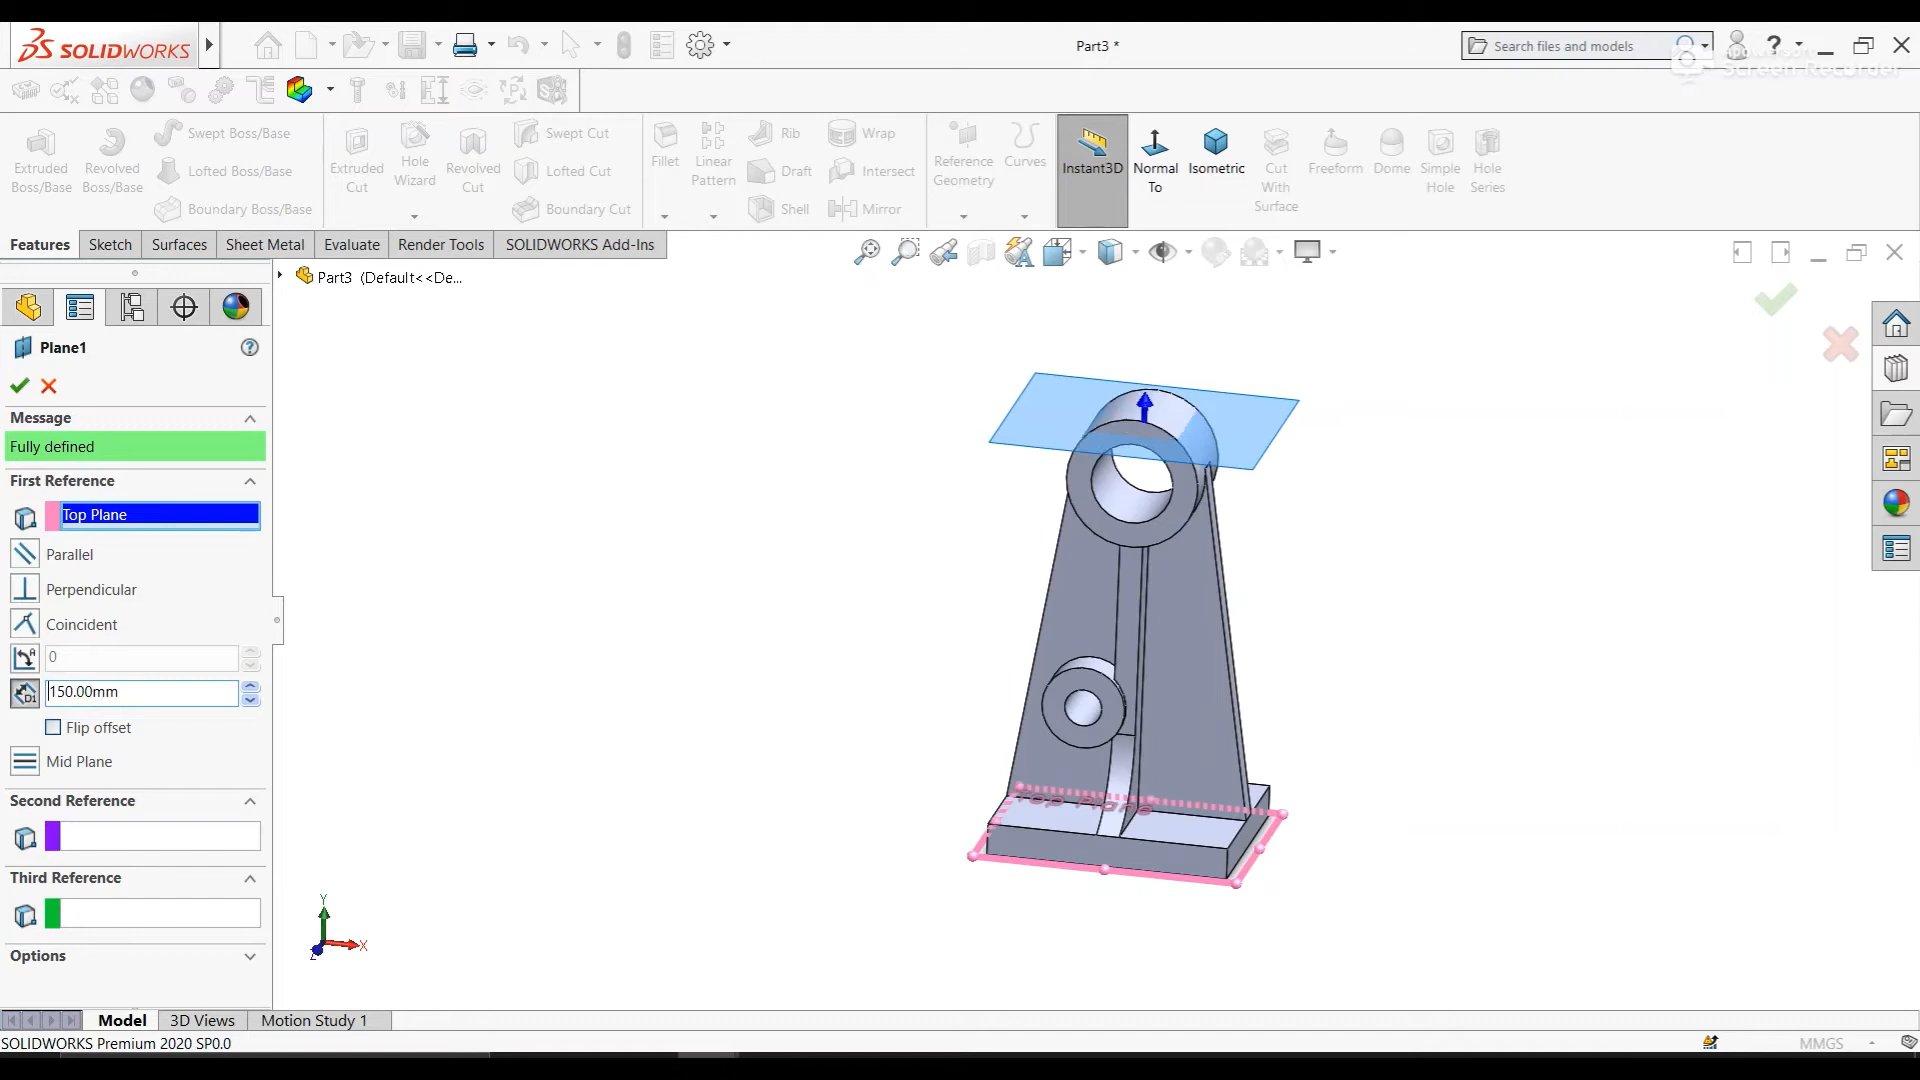 SOLIDWORKS
Part3 *
Search files and models
?
Screen Recorder
Extruded Boss/Base
Revolved Boss/Base
Swept Boss/Base
Lofted Boss/Base
Boundary Boss/Base
Extruded Cut
Hole Wizard
Revolved Cut
Swept Cut
Lofted Cut
Boundary Cut
Fillet
Linear Pattern
Rib
Draft
Shell
Wrap
Intersect
Mirror
Reference Geometry
Curves
Instant3D
Normal To
Isometric
Cut With Surface
Freeform
Dome
Simple Hole
Hole Series
Features
Sketch
Surfaces
Sheet Metal
Evaluate
Render Tools
SOLIDWORKS Add-Ins
Part3 (Default<<De...
Plane1
?
Message
Fully defined
First Reference
Top Plane
Parallel
Perpendicular
Coincident
0
150.00mm
Flip offset
Mid Plane
Second Reference
Third Reference
Options
Top Plane
Y
X
Z
Model
3D Views
Motion Study 1
SOLIDWORKS Premium 2020 SP0.0
MMGS